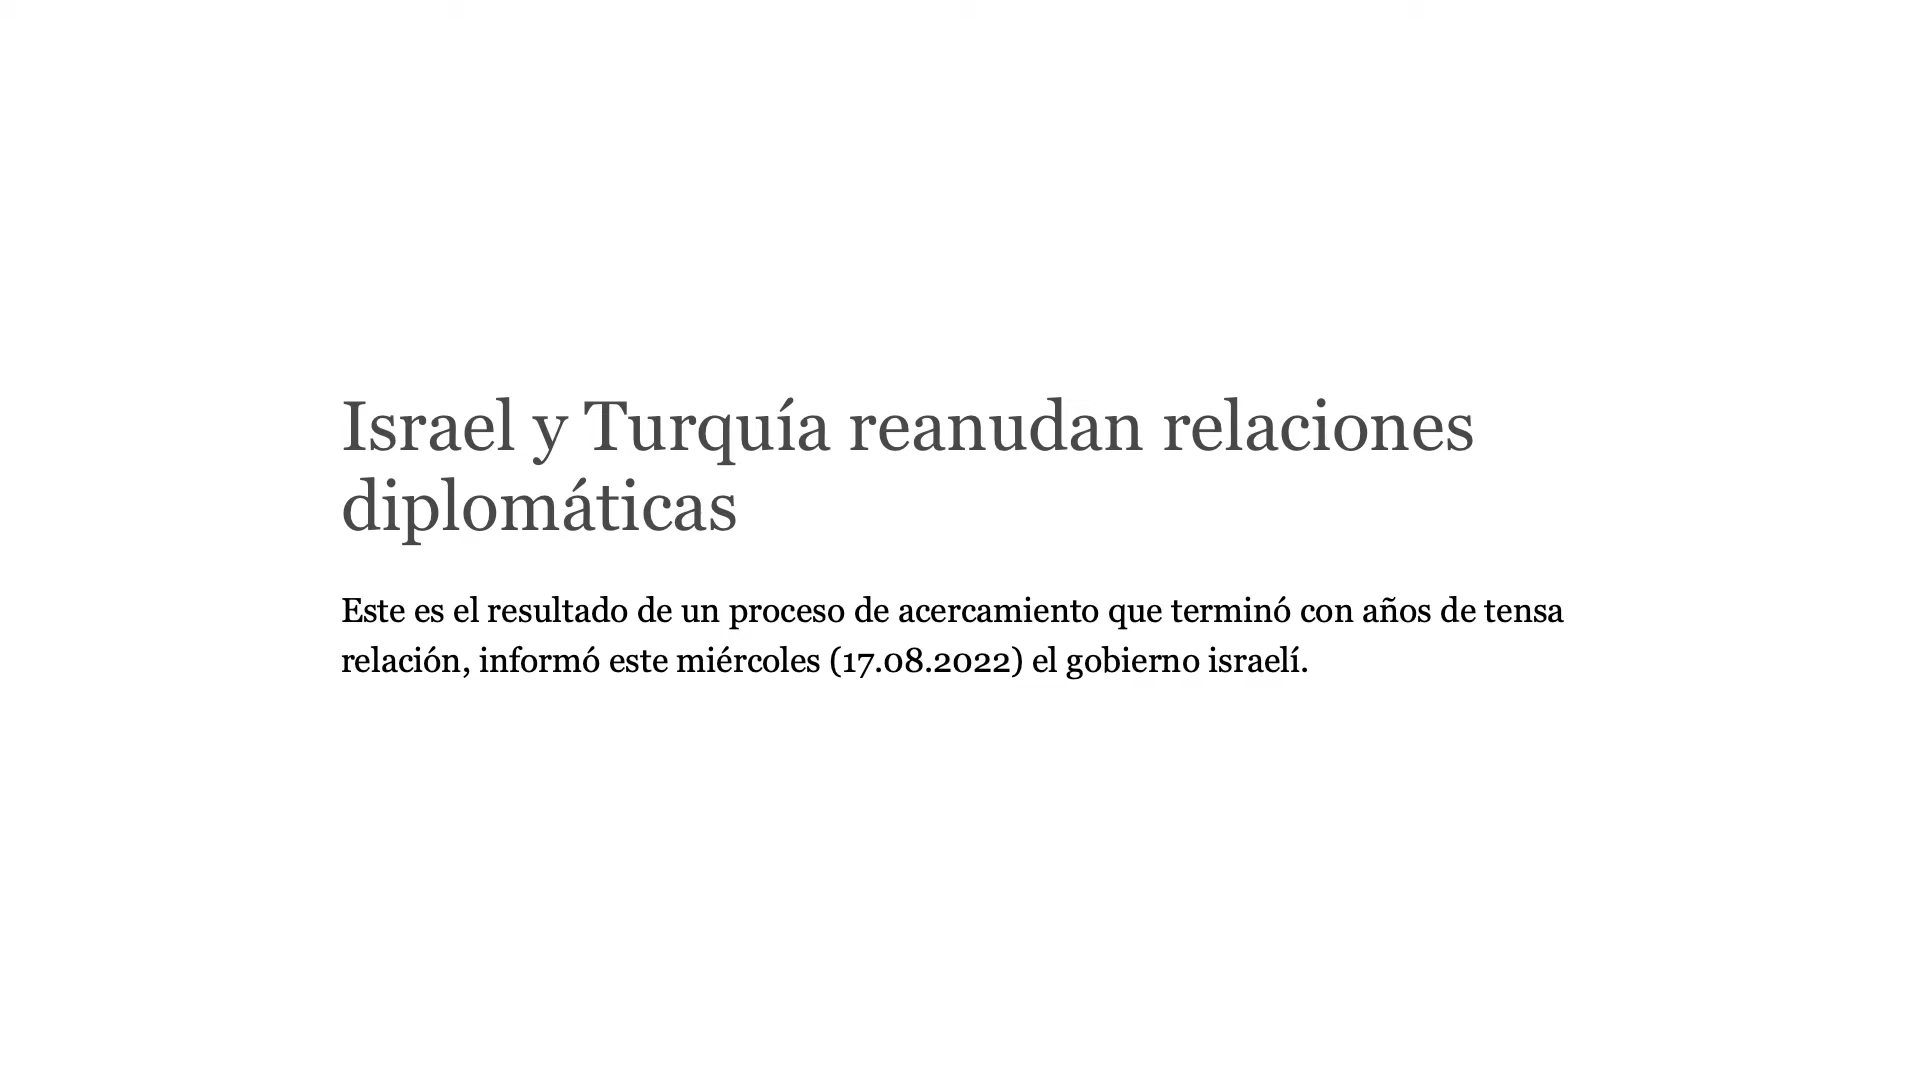 Israel y Turquía reanudan relaciones
diplomáticas
Este es el resultado de un proceso de acercamiento que terminó con años de tensa
relación, informó este miércoles (17.08.2022) el gobierno israelí.